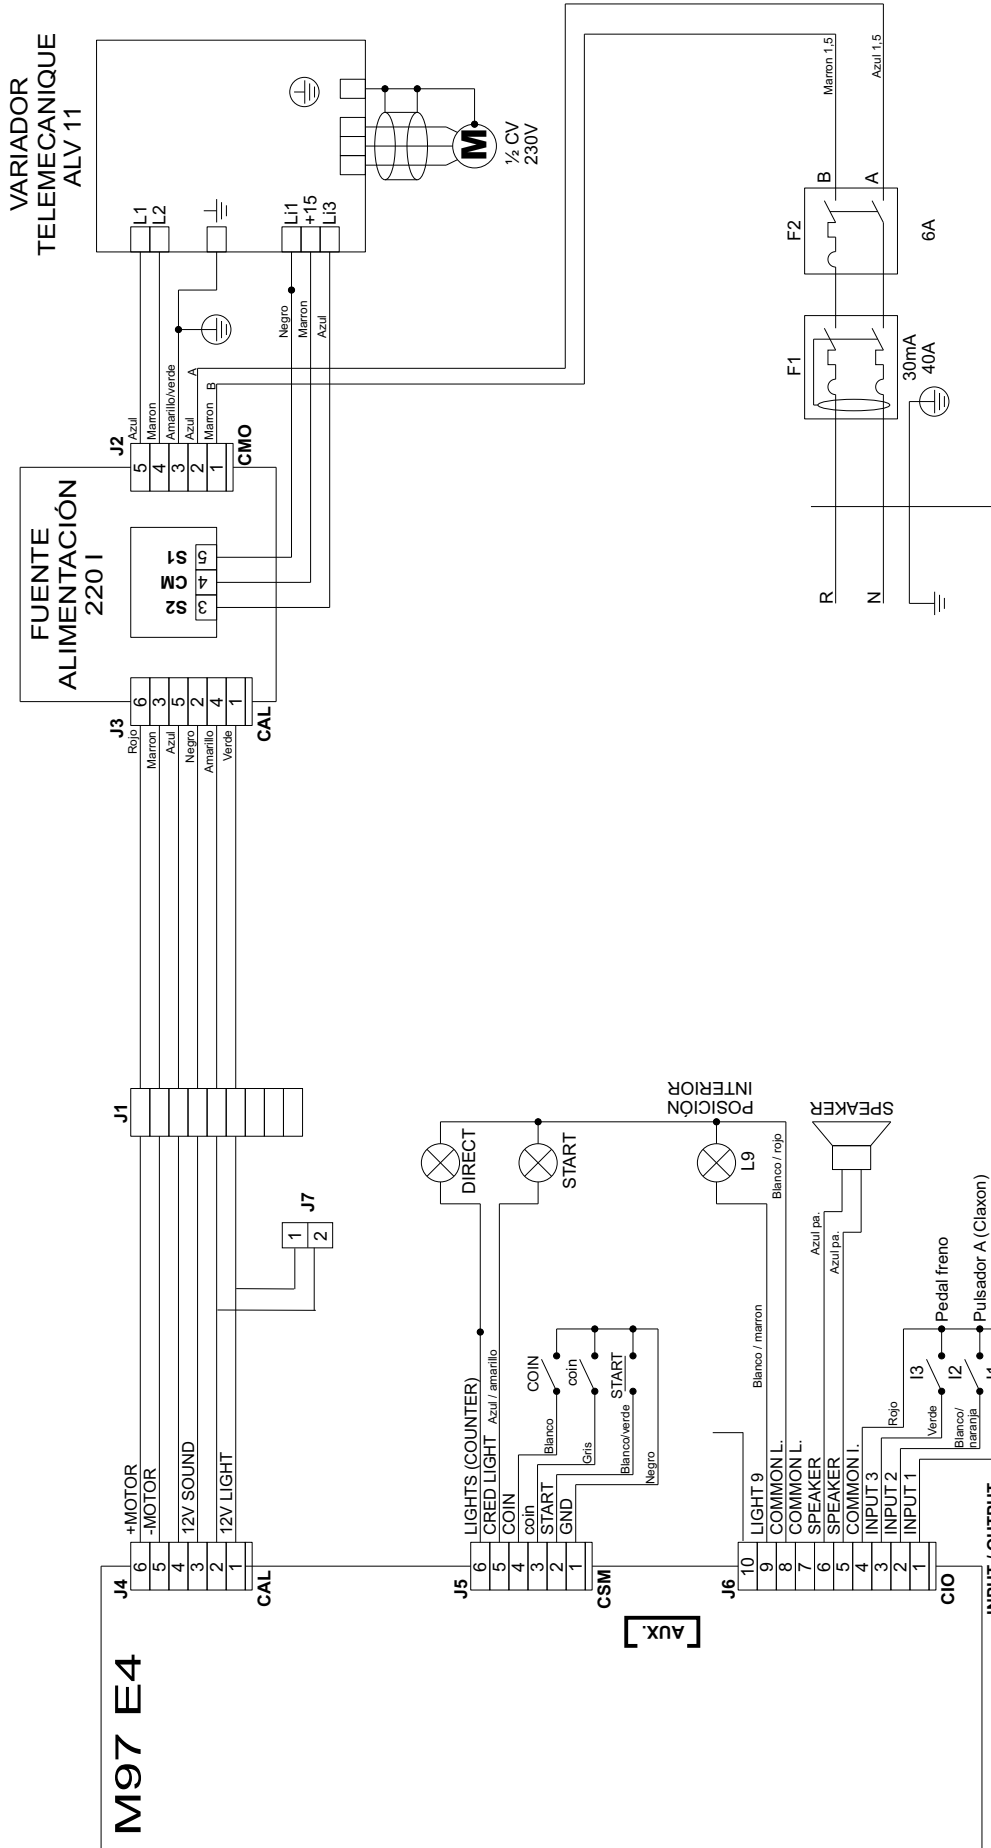 VARIADOR
TELEMECANIQUE
ALV 11
L1
L2
Li1
+15
Li3
M
½ CV
230V
Marron 1,5
Azul 1,5
B
A
F2
6A
F1
30mA
40A
R
N
J2
5
4
3
2
1
CMO
Azul
Marron
Amarillo/verde
Azul
A
Marron
B
Negro
Marron
Azul
FUENTE
ALIMENTACIÓN
220 I
S1
CM
S2
5
4
3
J3
6
3
5
2
4
1
CAL
Rojo
Marron
Azul
Negro
Amarillo
Verde
J1
J7
1
2
M97 E4
J4
6
5
4
3
2
1
CAL
+MOTOR
-MOTOR
12V SOUND
12V LIGHT
J5
6
5
4
3
2
1
CSM
LIGHTS (COUNTER)
CRED LIGHT
COIN
coin
START
GND
Azul / amarillo
Blanco
Gris
Blanco/verde
Negro
COIN
coin
START
DIRECT
START
L9
POSICIÓN
INTERIOR
SPEAKER
AUX.
J6
10
9
8
7
6
5
4
3
2
1
CIO
LIGHT 9
COMMON L.
COMMON L.
SPEAKER
SPEAKER
COMMON I.
INPUT 3
INPUT 2
INPUT 1
Blanco / marron
Blanco / rojo
Azul pa.
Azul pa.
Rojo
Verde
Blanco/
naranja
I3
I2
I1
Pedal freno
Pulsador A (Claxon)
INPUT / OUTPUT